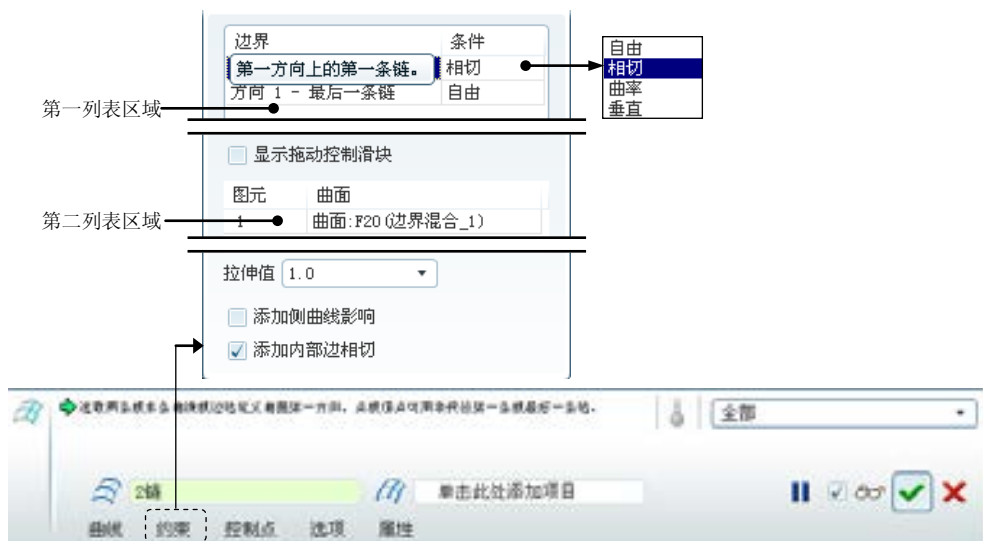 边界 条件
第一方向上的第一条链。 相切
方向 1 - 最后一条链 自由
自由
相切
曲率
垂直
第一列表区域
显示拖动控制滑块
图元 曲面
第二列表区域
1 曲面:F20(边界混合_1)
拉伸值 1.0
添加侧曲线影响
添加内部边相切
全部
2链 单击此处添加项目
曲线 约束 控制点 选项 属性